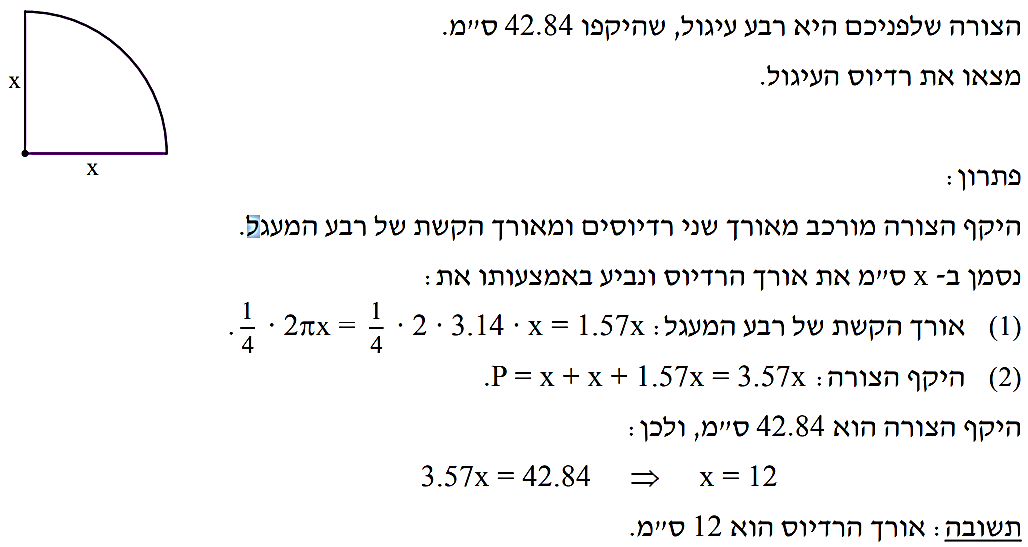 הצורה שלפניכם היא רבע עיגול, שהיקפו 42.84 ס״מ.
מצאו את רדיוס העיגול.
x
x
פתרון:
היקף הצורה מורכב מאורך שני רדיוסים ומאורך הקשת של רבע המעגל.
נסמן ב- x ס״מ את אורך הרדיוס ונביע באמצעותו את:
(1) אורך הקשת של רבע המעגל: 1/4 · 2πx = 1/4 · 2 · 3.14 · x = 1.57x.
(2) היקף הצורה: P = x + x + 1.57x = 3.57x.
היקף הצורה הוא 42.84 ס״מ, ולכן:
3.57x = 42.84 ⇒ x = 12
תשובה: אורך הרדיוס הוא 12 ס״מ.